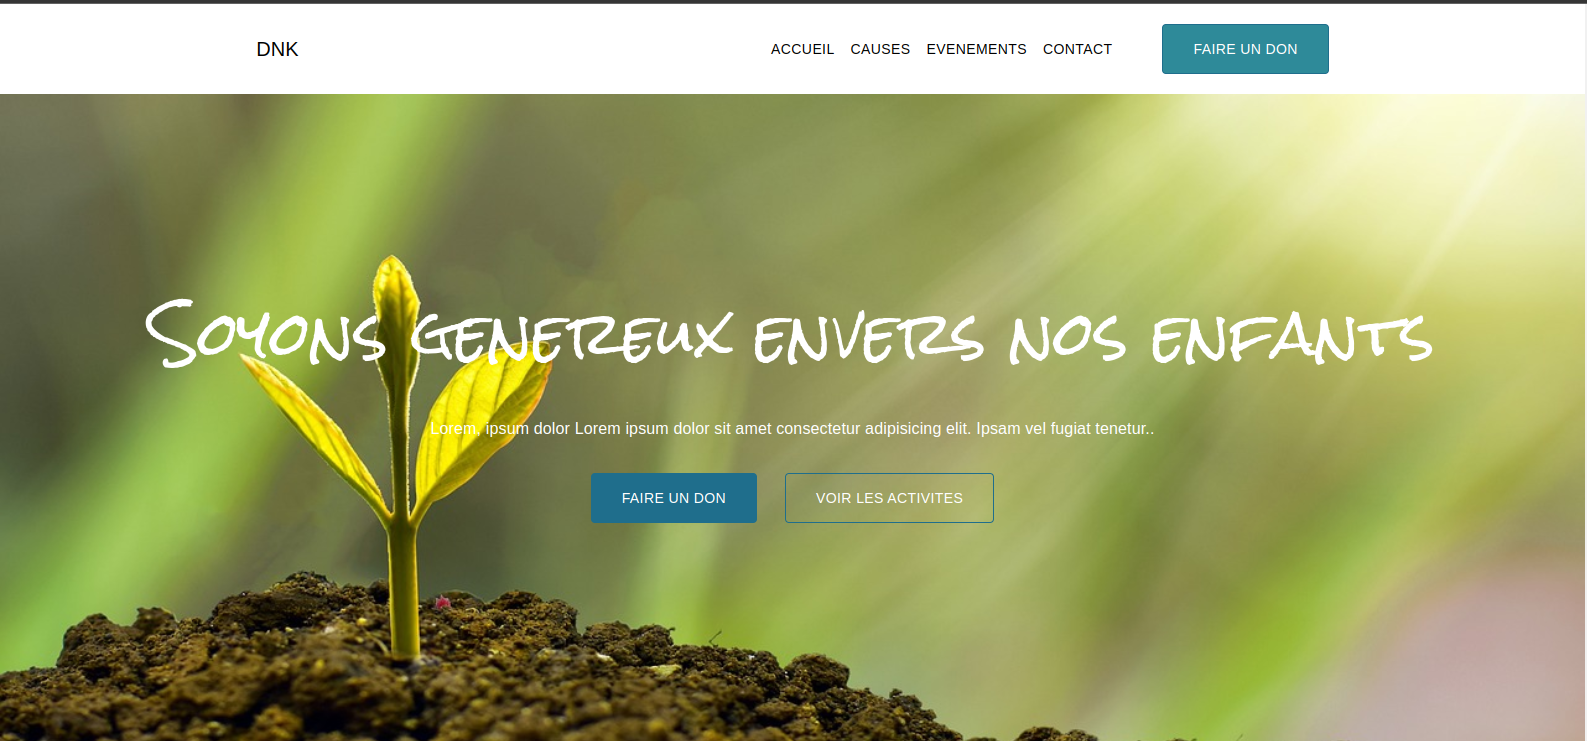 DNK
ACCUEIL CAUSES EVENEMENTS CONTACT FAIRE UN DON
Soyons genereux envers nos enfants
Lorem, ipsum dolor Lorem ipsum dolor sit amet consectetur adipisicing elit. Ipsam vel fugiat tenetur..
FAIRE UN DON VOIR LES ACTIVITES